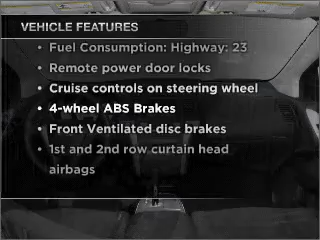 VEHICLE FEATURES
• Fuel Consumption: Highway: 23
• Remote power door locks
• Cruise controls on steering wheel
• 4-wheel ABS Brakes
• Front Ventilated disc brakes
• 1st and 2nd row curtain head
airbags